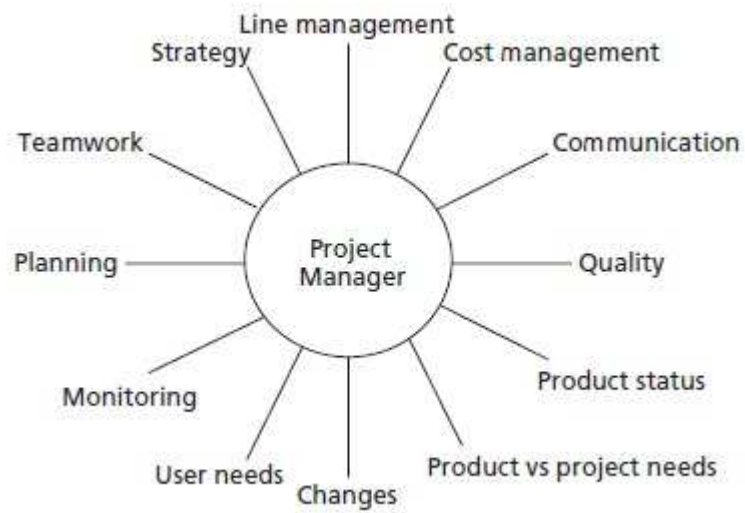 Line management
Strategy
Cost management
Teamwork
Communication
Project
Manager
Planning
Quality
Monitoring
Product status
User needs
Product vs project needs
Changes